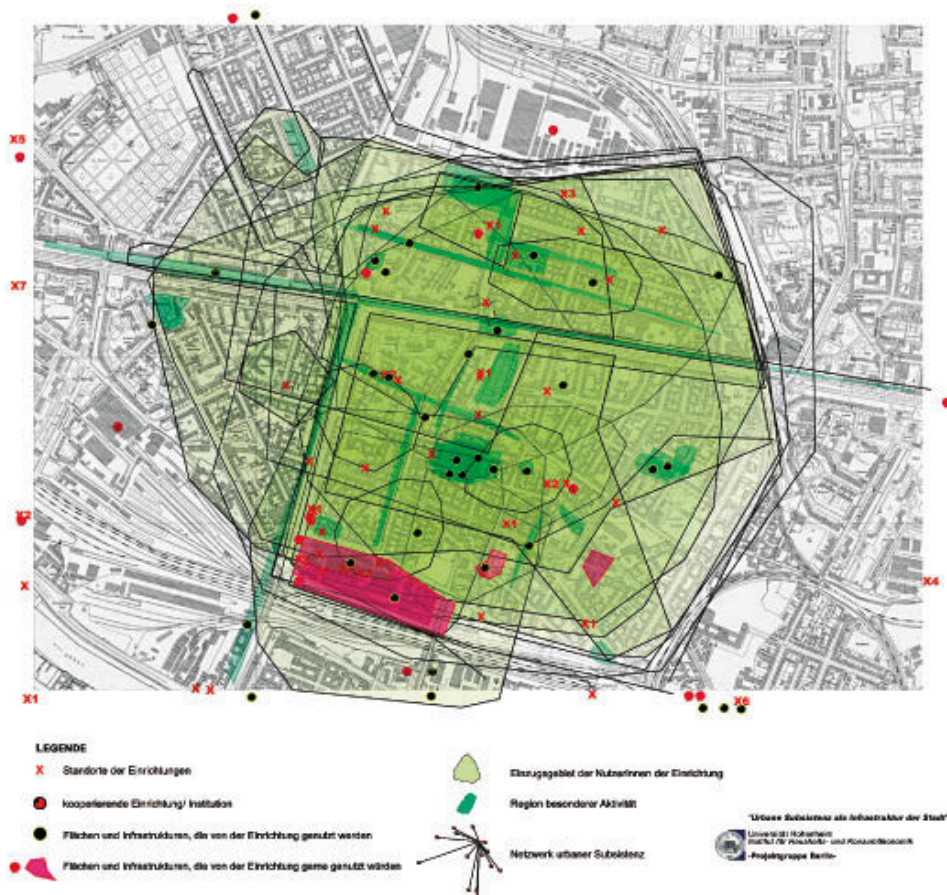 X5
X3
X1
X7
X1
X2
X2
X1
X1
X4
X1
X6
LEGENDE
X Standorte der Einrichtungen
kooperierende Einrichtung/ Institution
Flächen und Infrastrukturen, die von der Einrichtung genutzt werden
Flächen und Infrastrukturen, die von der Einrichtung gerne genutzt würden
Einzugsgebiet der NutzerInnen der Einrichtung
Region besonderer Aktivität
Netzwerk urbaner Subsistenz
"Urbane Subsistenz als Infrastruktur der Stadt"
Universität Hohenheim
Institut für Haushalts- und Konsumökonomik
-Projektgruppe Berlin-